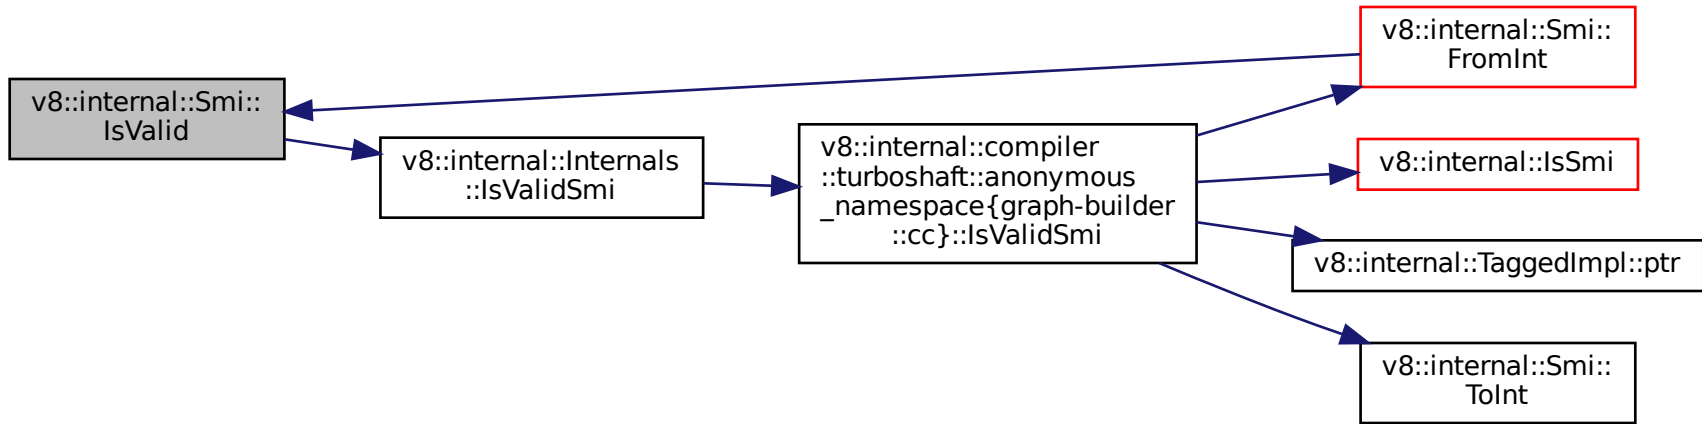 v8::internal::Smi::
IsValid
v8::internal::Internals
::IsValidSmi
v8::internal::compiler
::turboshaft::anonymous
_namespace{graph-builder
::cc}::IsValidSmi
v8::internal::Smi::
FromInt
v8::internal::IsSmi
v8::internal::TaggedImpl::ptr
v8::internal::Smi::
ToInt